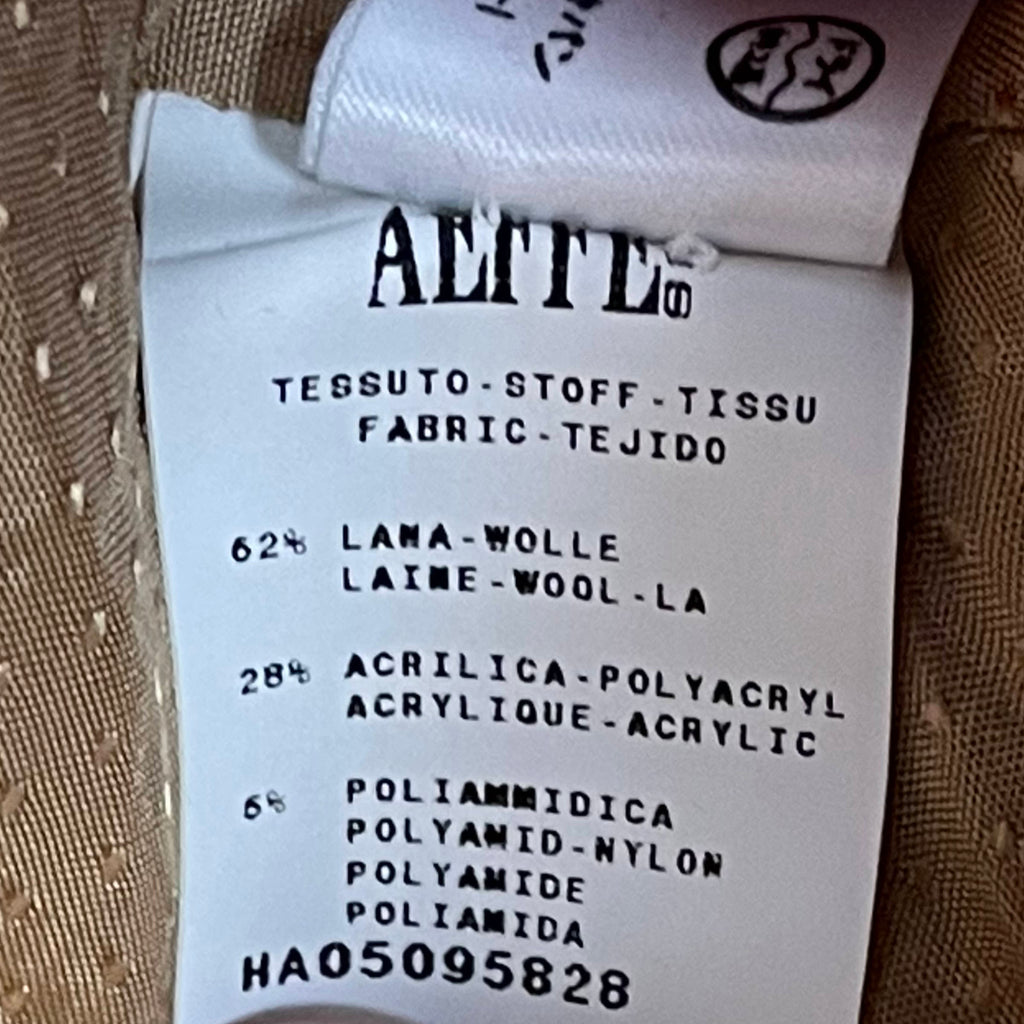 AEFFE
TESSUTO-STOFF-TISSU
FABRIC-TEJIDO
62% LANA-WOLLE
LAINE-WOOL-LA
28% ACRILICA-POLYACRYL
ACRYLIQUE-ACRYLIC
6% POLIAMMIDICA
POLYAMID-NYLON
POLYAMIDE
POLIAMIDA
HA05095828